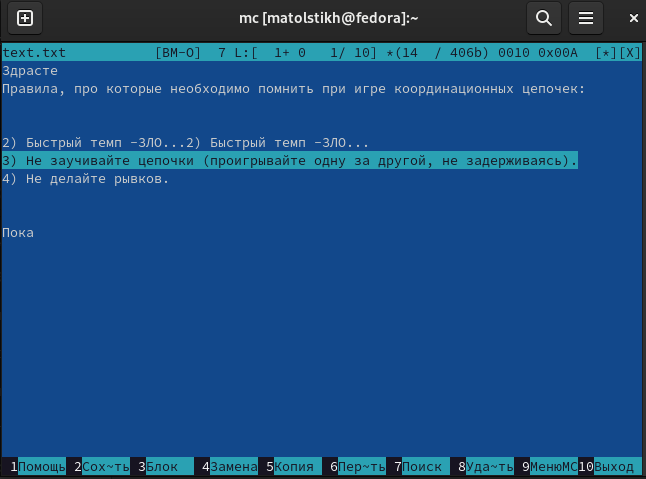 mc [matolstikh@fedora]:~
text.txt [BM-O] 7 L:[ 1+ 0 1/ 10] *(14 / 406b) 0010 0x00A [*][X]
Здрасте
Правила, про которые необходимо помнить при игре координационных цепочек:
2) Быстрый темп -ЗЛО...2) Быстрый темп -ЗЛО...
3) Не заучивайте цепочки (проигрывайте одну за другой, не задерживаясь).
4) Не делайте рывков.
Пока
1Помощь 2Сох~ть 3Блок 4Замена 5Копия 6Пер~ть 7Поиск 8Уда~ть 9МенюMC 10Выход